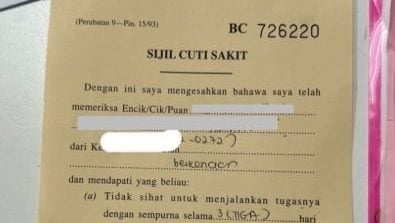 (Perubatan 9—Pin. 15/93)
BC 726220
SIJIL CUTI SAKIT
Dengan ini saya mengesahkan bahawa saya telah
memeriksa Encik/Cik/Puan
-0272)
dari Ke
berkenaan
dan mendapati yang beliau:
(a) Tidak sihat untuk menjalankan tugasnya
dengan sempurna selama 3 (TIGA) hari